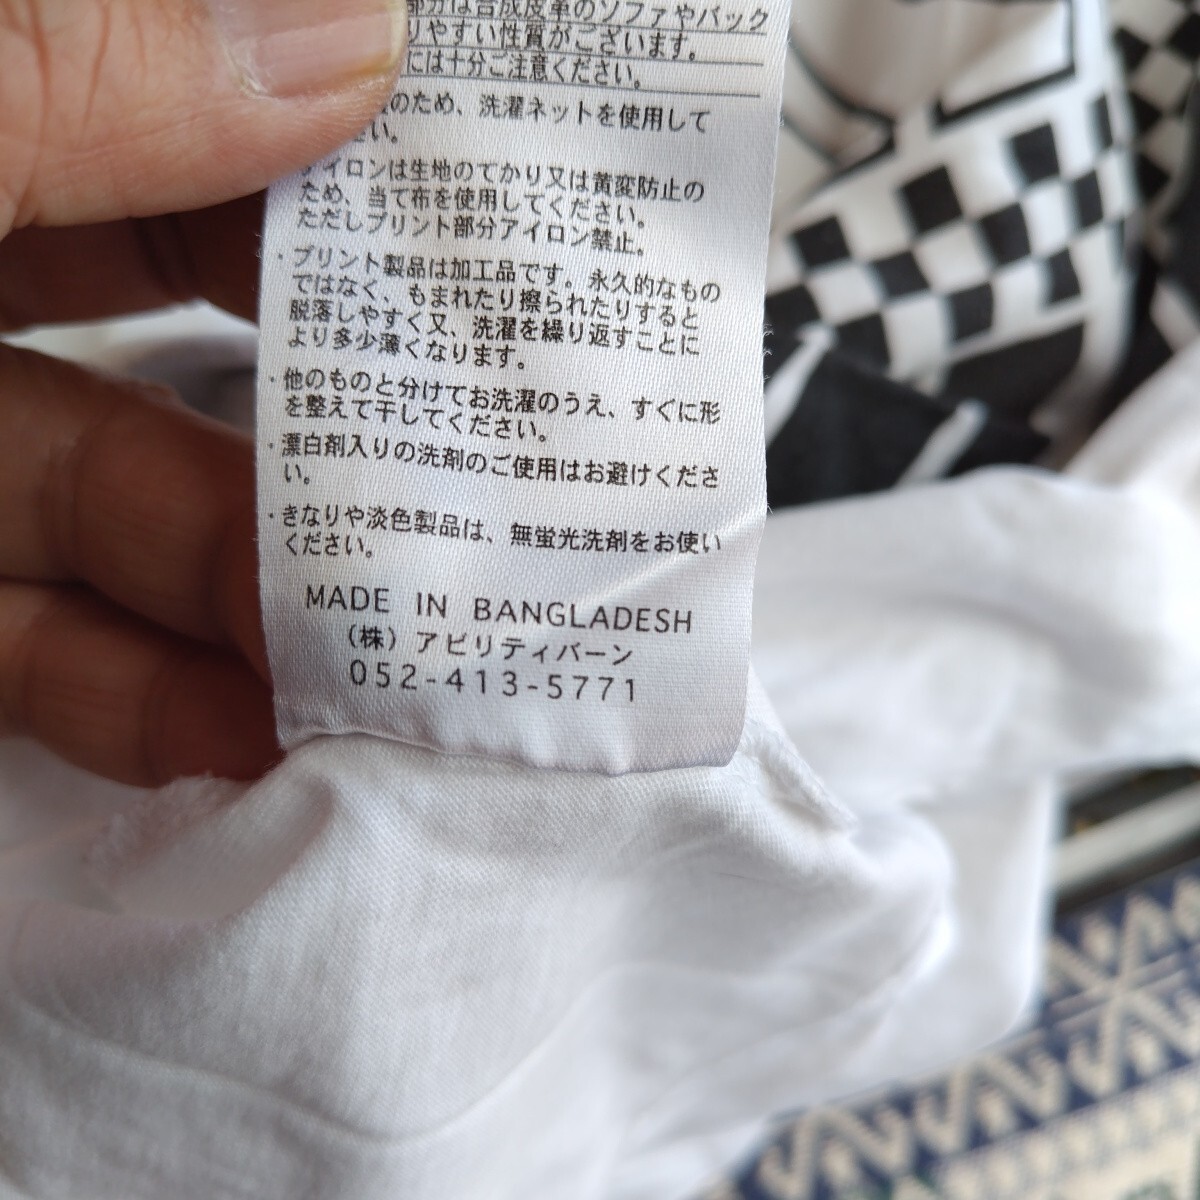 部分は合成皮革のソファやバック
りやすい性質がございます。
には十分ご注意ください。
のため、洗濯ネットを使用して
い。
アイロンは生地のてかり又は黄変防止の
ため、当て布を使用してください。
ただしプリント部分アイロン禁止。
・プリント製品は加工品です。永久的なもの
ではなく、もまれたり擦られたりすると
脱落しやすく又、洗濯を繰り返すことに
より多少薄くなります。
・他のものと分けてお洗濯のうえ、すぐに形
を整えて干してください。
・漂白剤入りの洗剤のご使用はお避けくださ
い。
・きなりや淡色製品は、無蛍光洗剤をお使い
ください。
MADE IN BANGLADESH
（株）アビリティバーン
052-413-5771